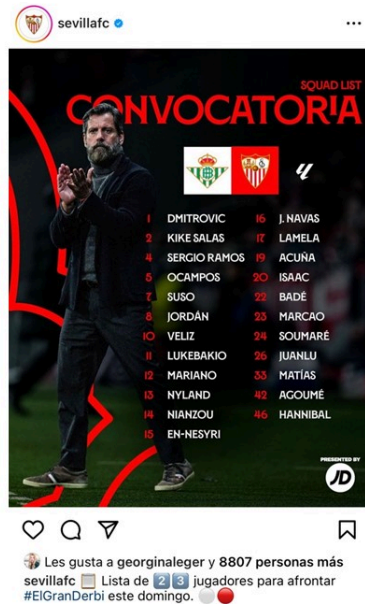 sevillafc
SQUAD LIST
CONVOCATORIA
1 DMITROVIC
2 KIKE SALAS
4 SERGIO RAMOS
5 OCAMPOS
7 SUSO
8 JORDÁN
10 VELIZ
11 LUKEBAKIO
12 MARIANO
13 NYLAND
14 NIANZOU
15 EN-NESYRI
16 J. NAVAS
17 LAMELA
19 ACUÑA
20 ISAAC
22 BADÉ
23 MARCAO
24 SOUMARÉ
26 JUANLU
33 MATÍAS
42 AGOUMÉ
46 HANNIBAL
PRESENTED BY
JD
Les gusta a georginaleger y 8807 personas más
sevillafc 🗒️ Lista de 2️⃣3️⃣ jugadores para afrontar
#ElGranDerbi este domingo. ⚪🔴